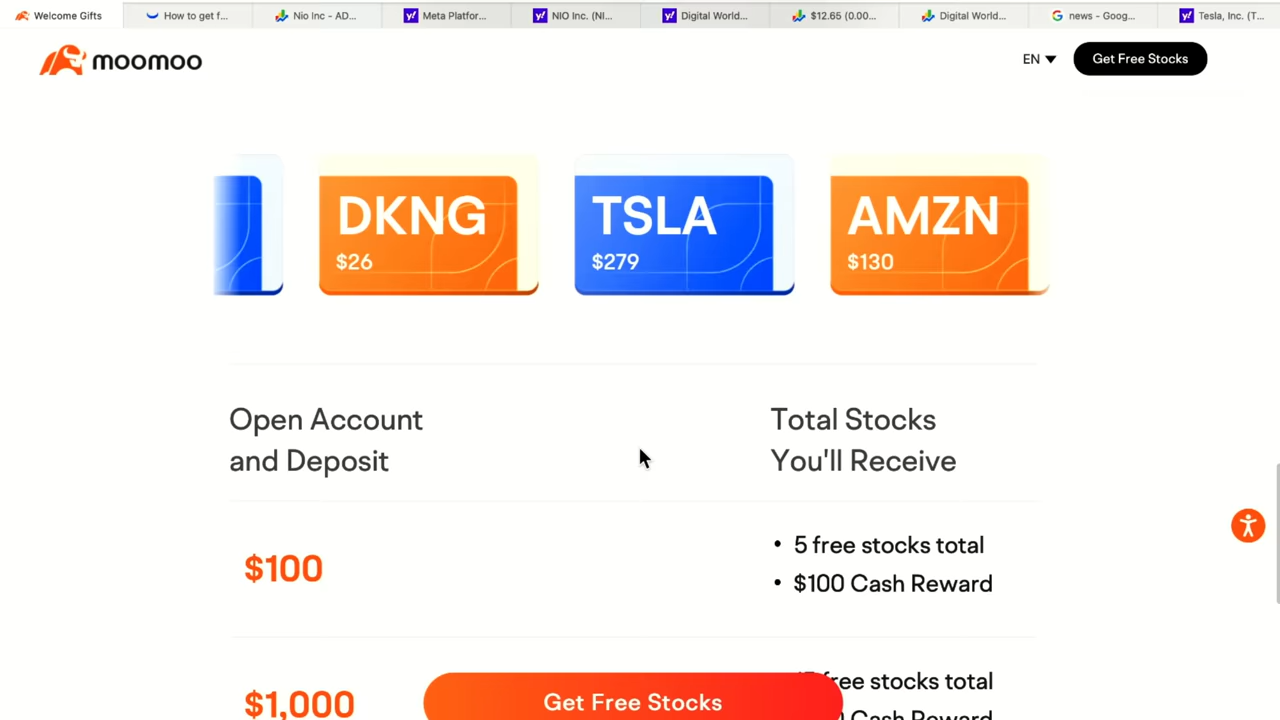 Welcome Gifts
How to get f...
Nio Inc - AD...
Meta Platfor...
NIO Inc. (NI...
Digital World...
$12.65 (0.00...
Digital World...
news - Goog...
Tesla, Inc. (T...
moomoo
EN
Get Free Stocks
DKNG
$26
TSLA
$279
AMZN
$130
Open Account
and Deposit
Total Stocks
You'll Receive
$100
• 5 free stocks total
• $100 Cash Reward
$1,000
free stocks total
Cash Reward
Get Free Stocks